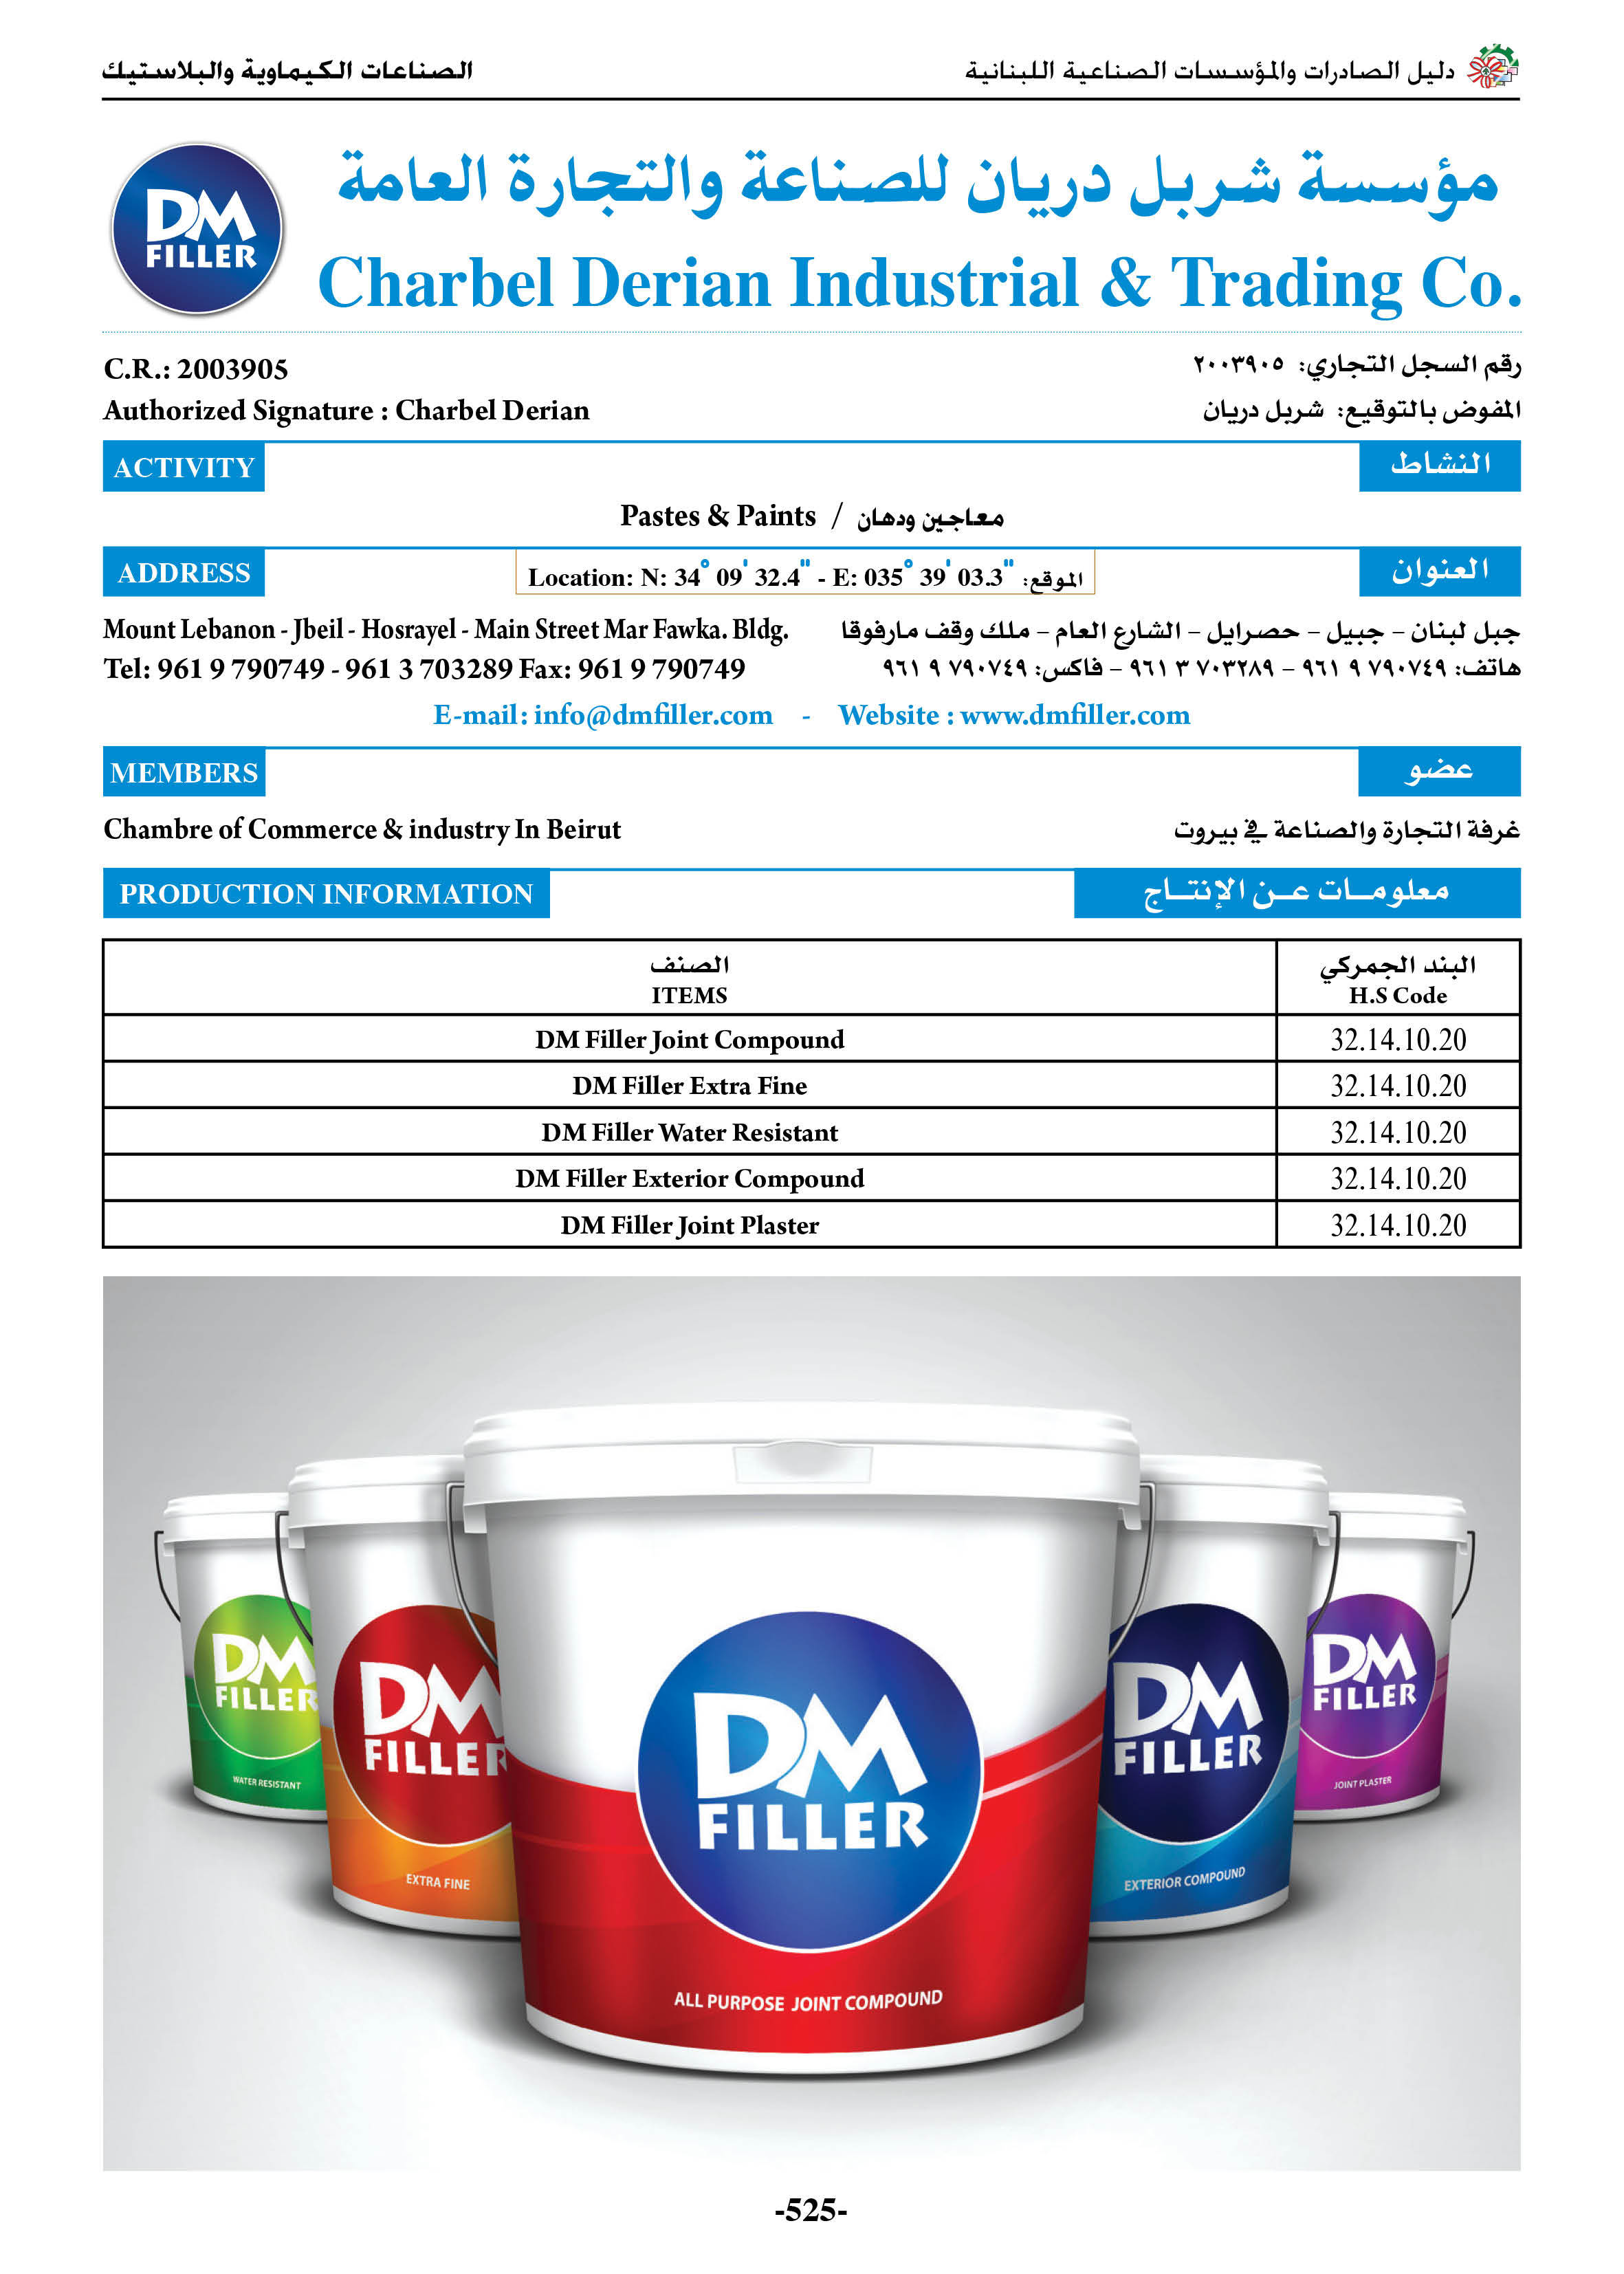 دليل الصادرات والمؤسسات الصناعية اللبنانية
الصناعات الكيماوية والبلاستيك
DM
FILLER
مؤسسة شربل دريان للصناعة والتجارة العامة
Charbel Derian Industrial & Trading Co.
C.R.: 2003905
رقم السجل التجاري: ٢٠٠٣٩٠٥
Authorized Signature : Charbel Derian
المفوض بالتوقيع: شربل دريان
ACTIVITY
النشاط
Pastes & Paints / معاجين ودهان
ADDRESS
Location: N: 34° 09' 32.4" - E: 035° 39' 03.3" :الموقع
العنوان
Mount Lebanon - Jbeil - Hosrayel - Main Street Mar Fawka. Bldg.
جبل لبنان – جبيل – حصرايل – الشارع العام – ملك وقف مارفوقا
Tel: 961 9 790749 - 961 3 703289 Fax: 961 9 790749
هاتف: ٧٩٠٧٤٩ ٩ ٩٦١ – ٧٠٣٢٨٩ ٣ ٩٦١ – فاكس: ٧٩٠٧٤٩ ٩ ٩٦١
E-mail: info@dmfiller.com - Website : www.dmfiller.com
MEMBERS
عضو
Chambre of Commerce & industry In Beirut
غرفة التجارة والصناعة في بيروت
PRODUCTION INFORMATION
معلومـات عـن الإنتـاج
الصنف
ITEMS
البند الجمركي
H.S Code
DM Filler Joint Compound 32.14.10.20
DM Filler Extra Fine 32.14.10.20
DM Filler Water Resistant 32.14.10.20
DM Filler Exterior Compound 32.14.10.20
DM Filler Joint Plaster 32.14.10.20
DM
FILLER
WATER RESISTANT
DM
FILLER
EXTRA FINE
DM
FILLER
ALL PURPOSE JOINT COMPOUND
DM
FILLER
EXTERIOR COMPOUND
DM
FILLER
JOINT PLASTER
-525-